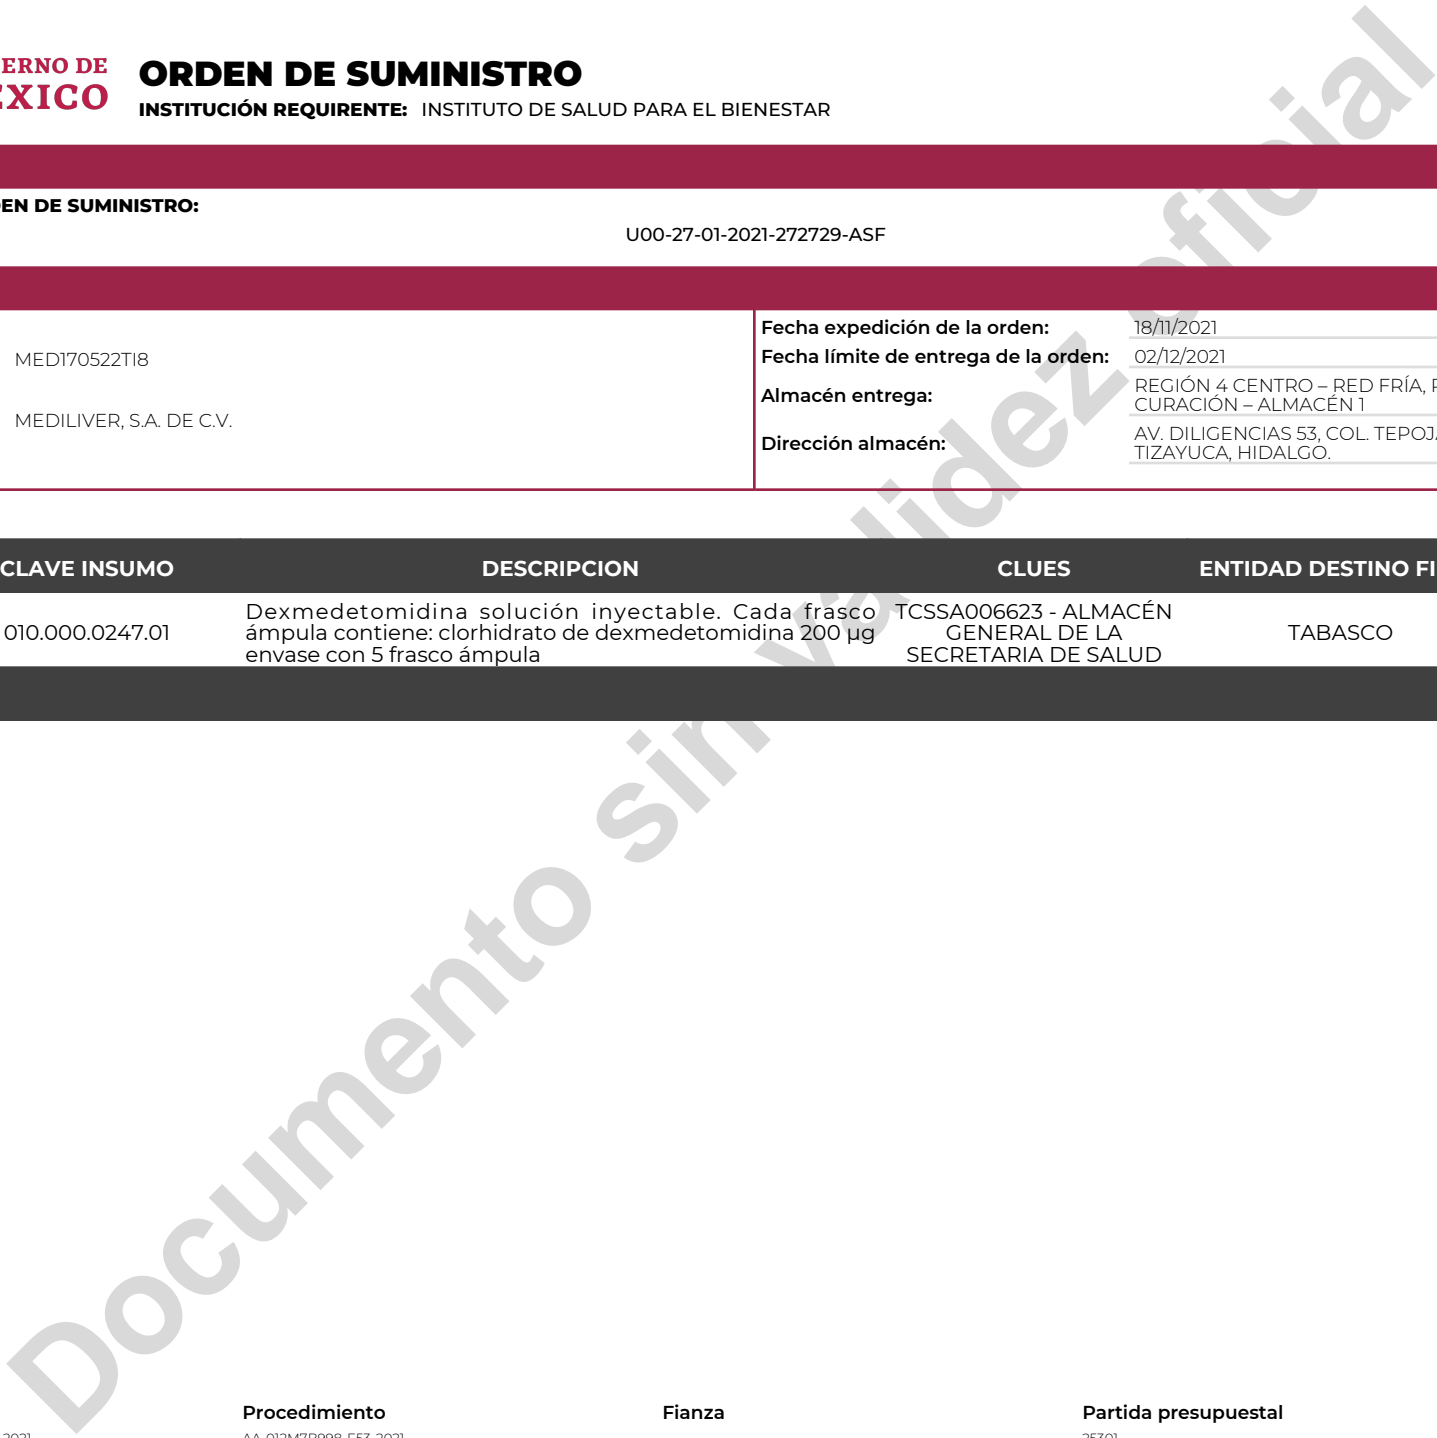 ERNO DE
ÉXICO
ORDEN DE SUMINISTRO
INSTITUCIÓN REQUIRENTE: INSTITUTO DE SALUD PARA EL BIENESTAR
EN DE SUMINISTRO:
U00-27-01-2021-272729-ASF
MED170522TI8
MEDILIVER, S.A. DE C.V.
Fecha expedición de la orden: 18/11/2021
Fecha límite de entrega de la orden: 02/12/2021
Almacén entrega: REGIÓN 4 CENTRO – RED FRÍA,
CURACIÓN – ALMACÉN 1
Dirección almacén: AV. DILIGENCIAS 53, COL. TEPOJ
TIZAYUCA, HIDALGO.
CLAVE INSUMO DESCRIPCION CLUES ENTIDAD DESTINO FI
010.000.0247.01
Dexmedetomidina solución inyectable. Cada frasco
ámpula contiene: clorhidrato de dexmedetomidina 200 µg
envase con 5 frasco ámpula
TCSSA006623 - ALMACÉN
GENERAL DE LA
SECRETARIA DE SALUD
TABASCO
Documento sin validez oficial
Procedimiento Fianza Partida presupuestal